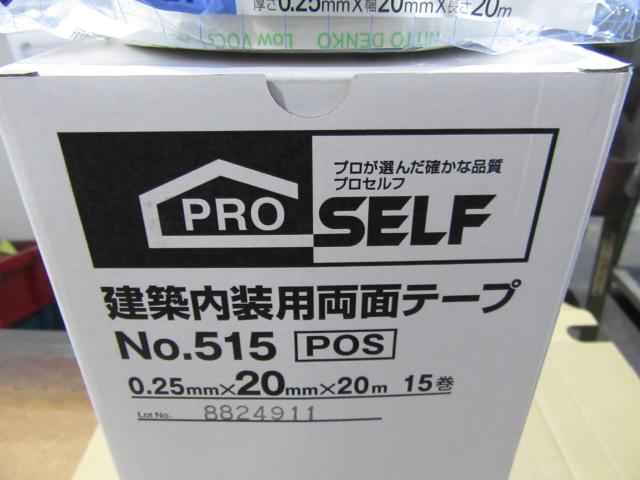 厚さ0.25mm×幅20mm×長さ20m
NITTO DENKO Low VOCs
プロが選んだ確かな品質
プロセルフ
PRO SELF
建築内装用両面テープ
No.515 POS
0.25mm×20mm×20m 15巻
Lot No. 8824911